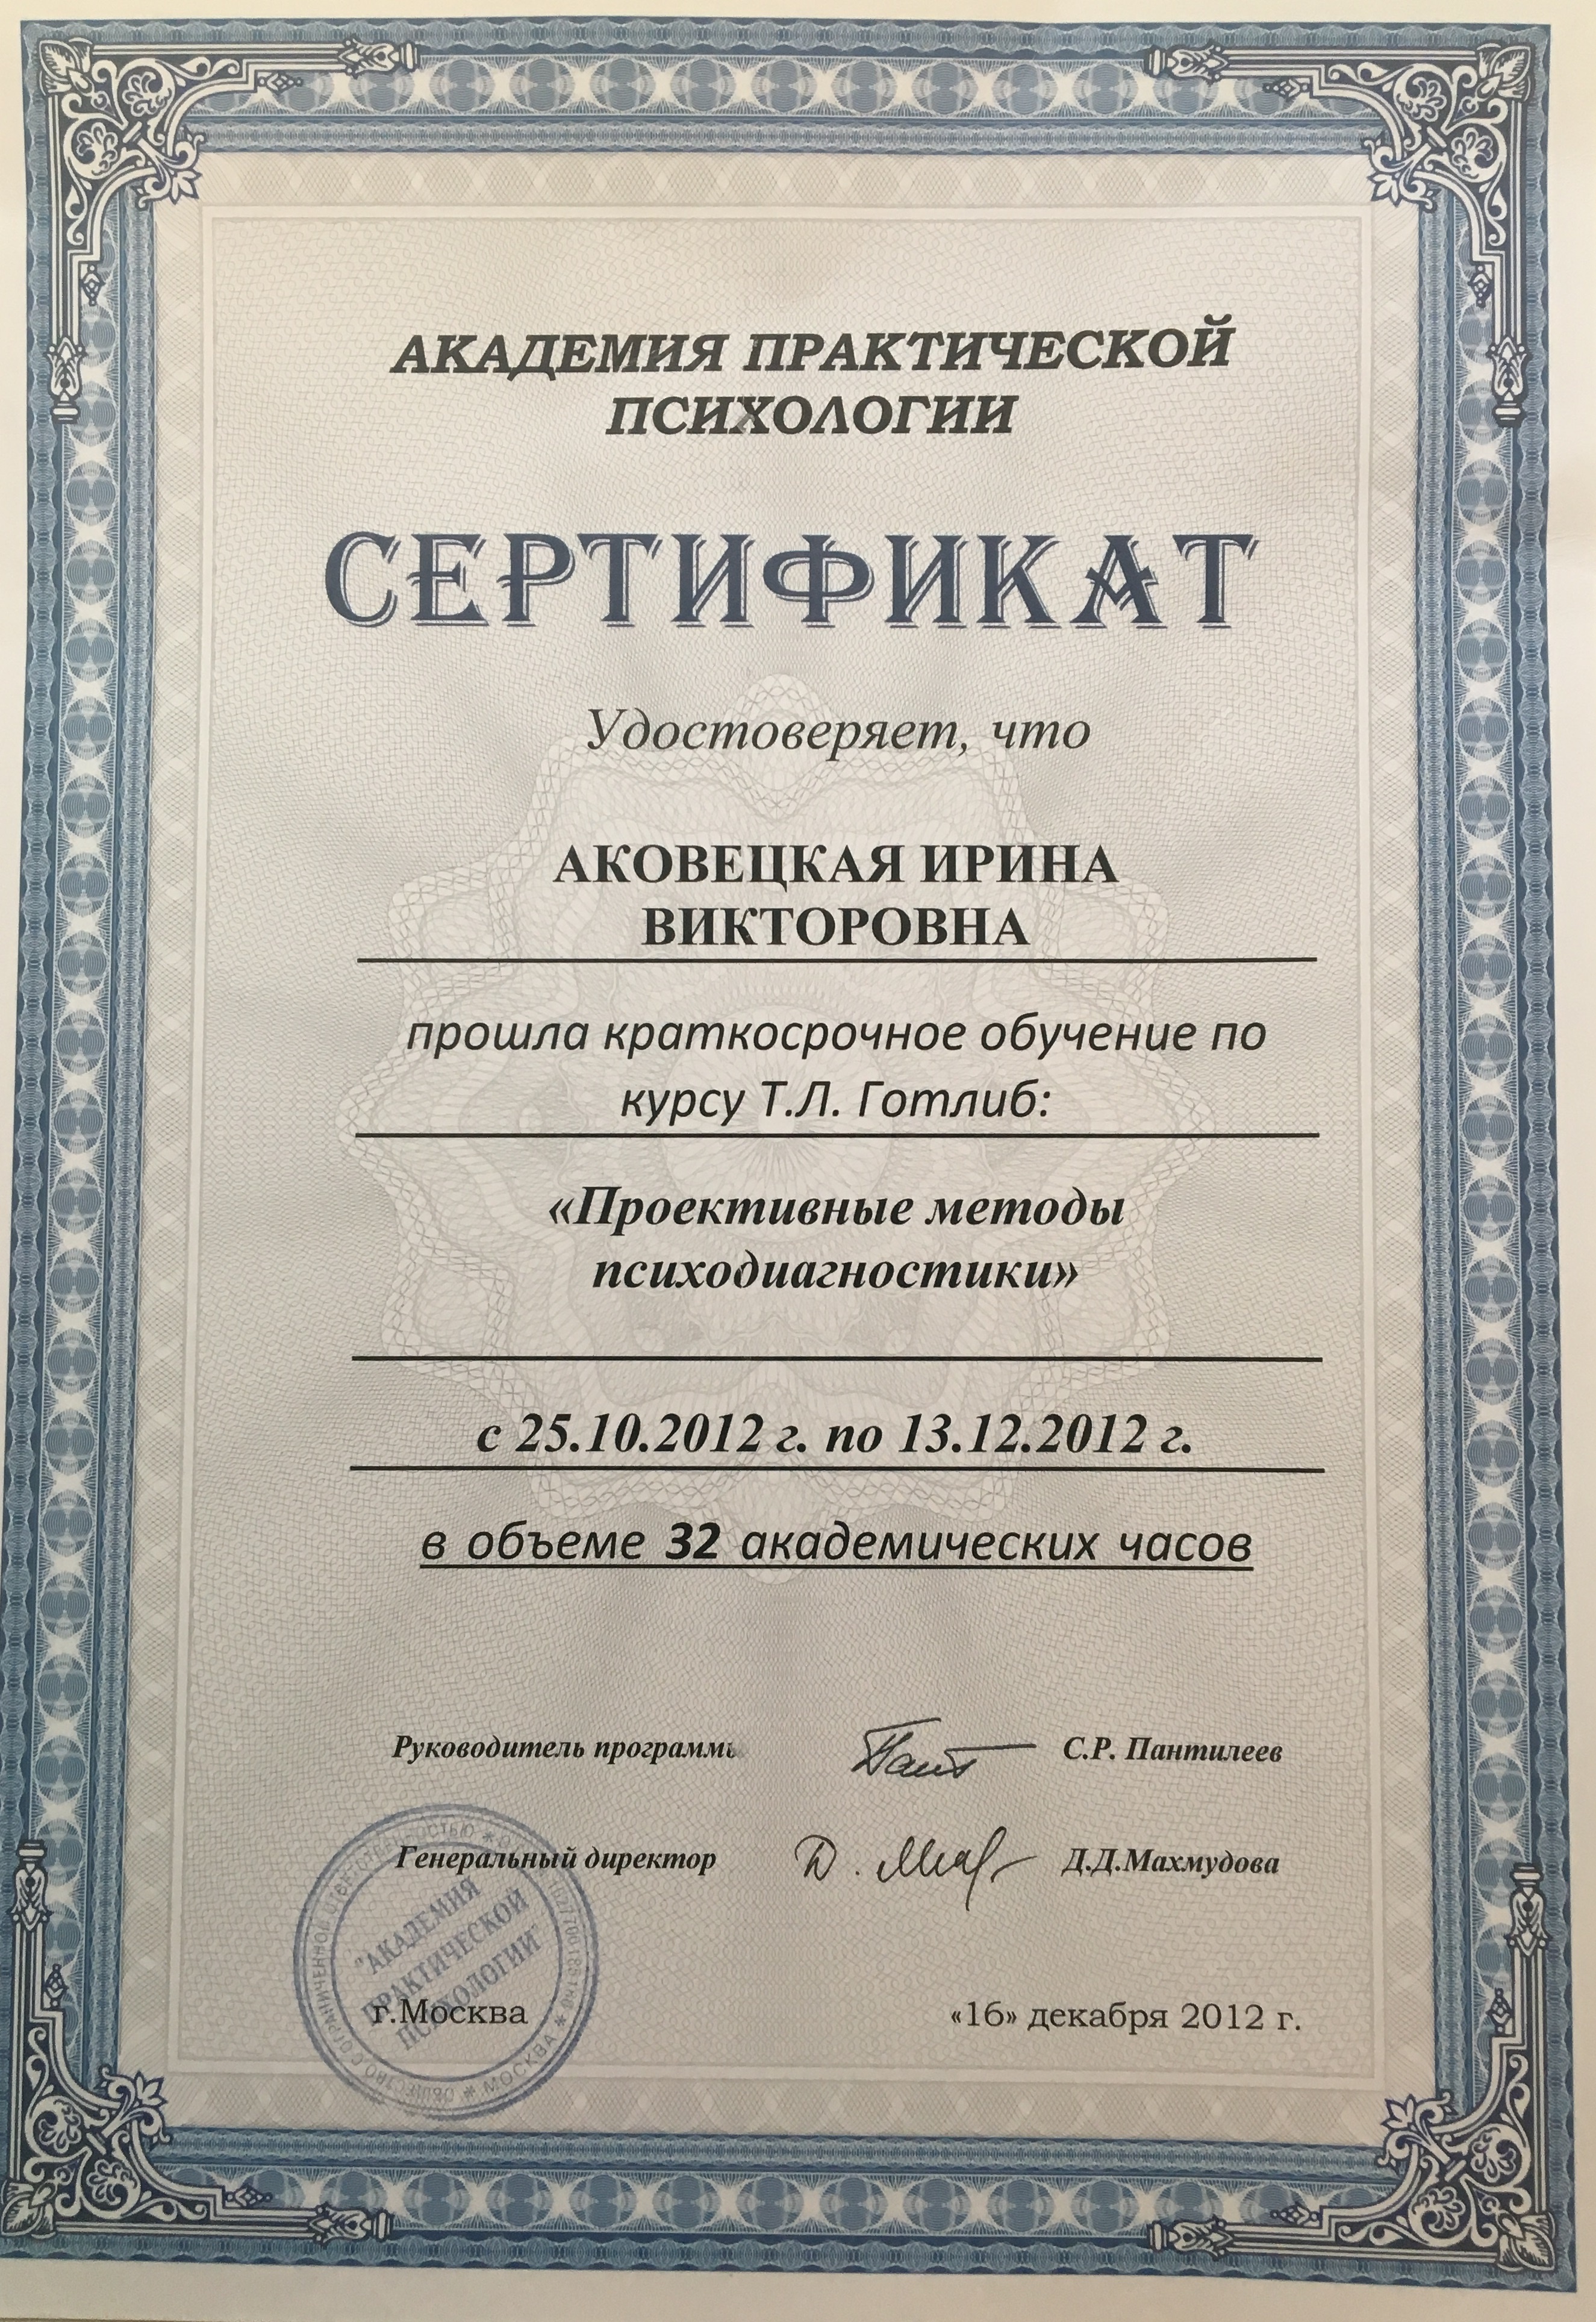 АКАДЕМИЯ ПРАКТИЧЕСКОЙ
ПСИХОЛОГИИ
СЕРТИФИКАТ
Удостоверяет, что
АКОВЕЦКАЯ ИРИНА
ВИКТОРОВНА
прошла краткосрочное обучение по
курсу Т.Л. Готлиб:
«Проективные методы
психодиагностики»
с 25.10.2012 г. по 13.12.2012 г.
в объеме 32 академических часов
Руководитель программы С.Р. Пантилеев
Генеральный директор Д.Д.Махмудова
"АКАДЕМИЯ
ПРАКТИЧЕСКОЙ
ПСИХОЛОГИИ"
* МОСКВА *
г.Москва «16» декабря 2012 г.